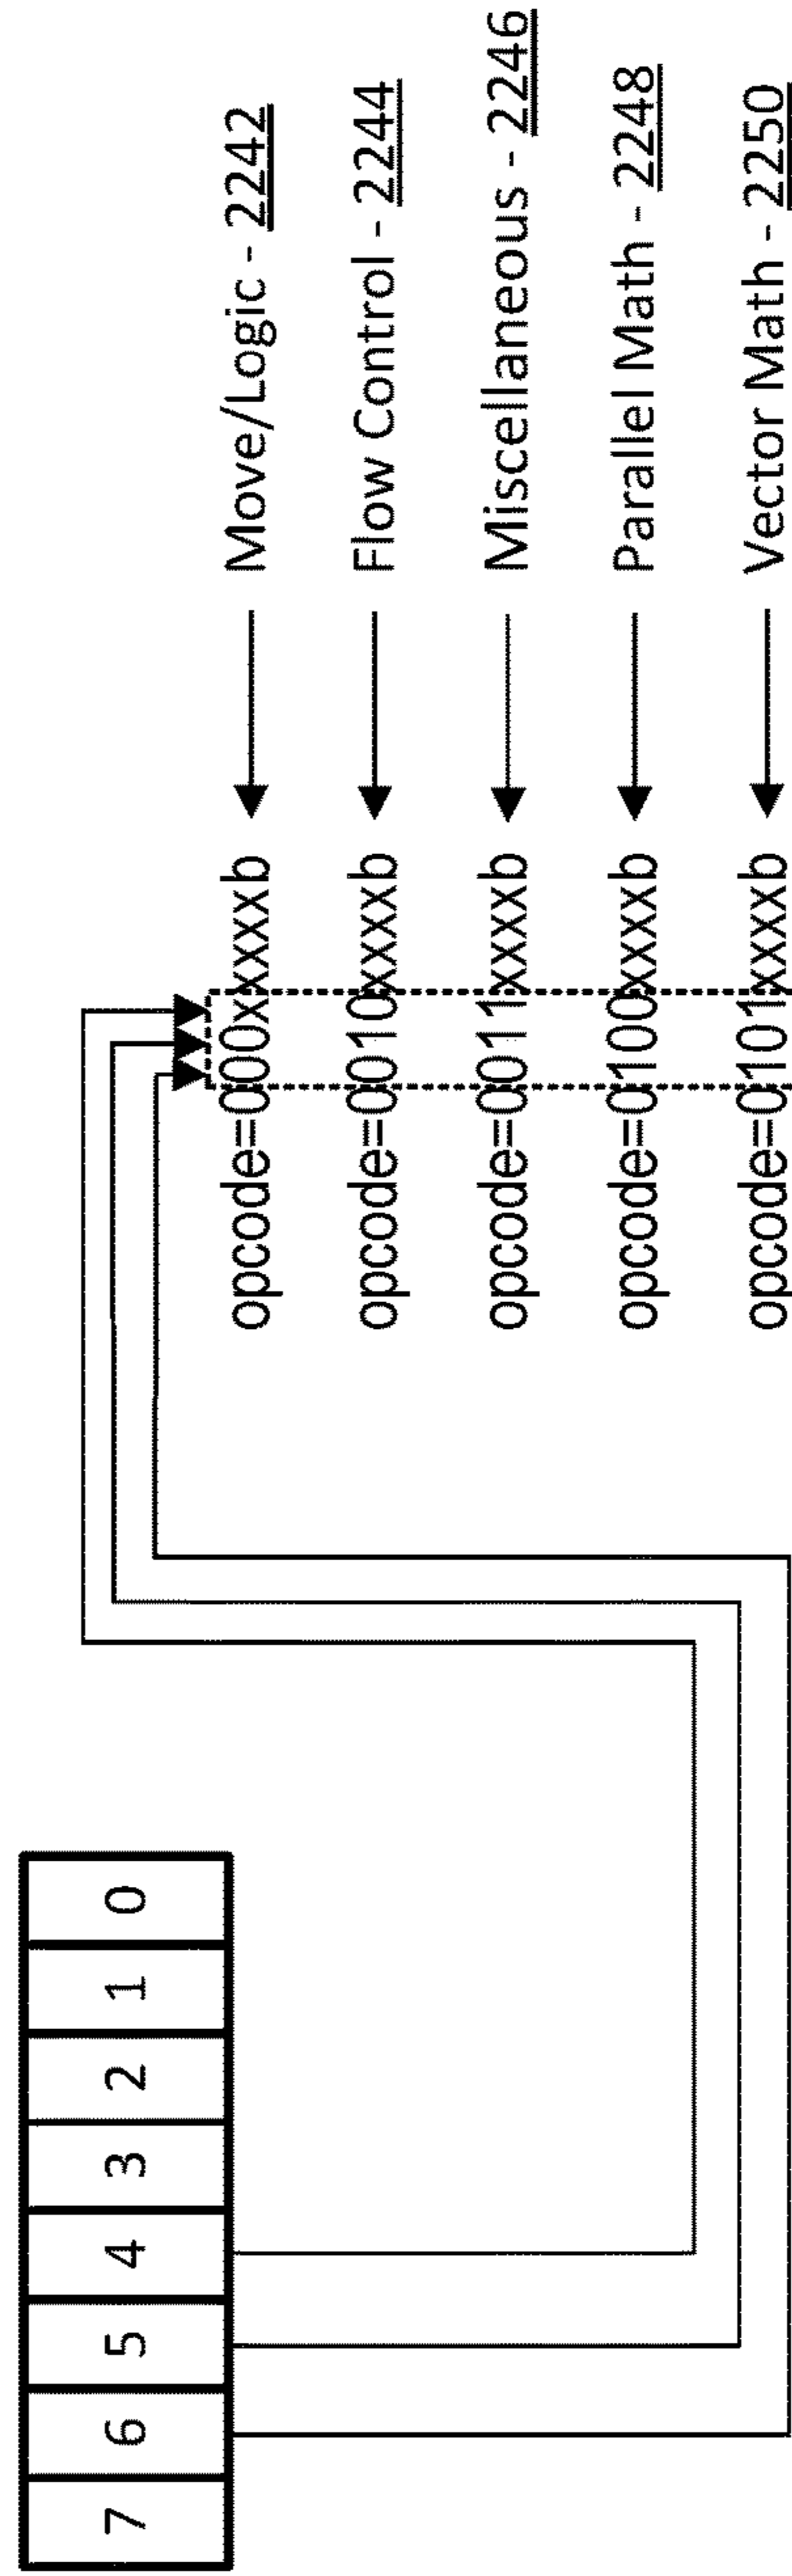 7 6 5 4 3 2 1 0
opcode=000xxxxxb Move/Logic - 2242
opcode=0010xxxxb Flow Control - 2244
opcode=0011xxxxb Miscellaneous - 2246
opcode=0100xxxxb Parallel Math - 2248
opcode=0101xxxxb Vector Math - 2250